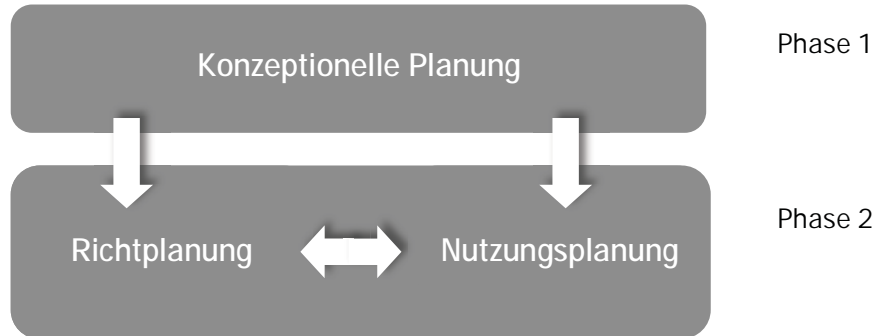 Konzeptionelle Planung
Phase 1
Richtplanung
Nutzungsplanung
Phase 2